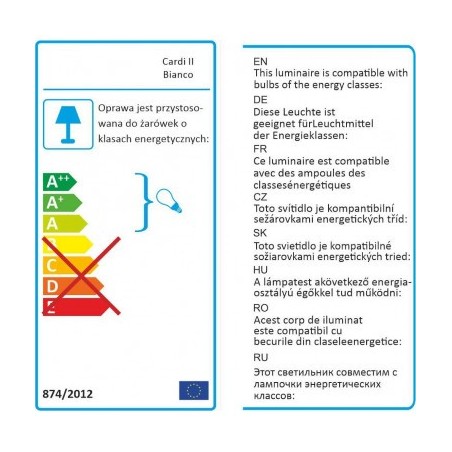 Cardi II
Bianco
Oprawa jest przystoso-
wana do żarówek o
klasach energetycznych:
A++
A+
A
C
D
E
874/2012
EN
This luminaire is compatible with
bulbs of the energy classes:
DE
Diese Leuchte ist
geeignet fürLeuchtmittel
der Energieklassen:
FR
Ce luminaire est compatible
avec des ampoules des
classesénergétiques
CZ
Toto svítidlo je kompatibilní
sežárovkami energetických tříd:
SK
Toto svietidlo je kompatibilné
sožiarovkami energetických tried:
HU
A lámpatest akövetkező energia-
osztályú égőkkel tud működni:
RO
Acest corp de iluminat
este compatibil cu
becurile din claseleenergetice:
RU
Этот светильник совместим с
лампочки энергетических
классов: